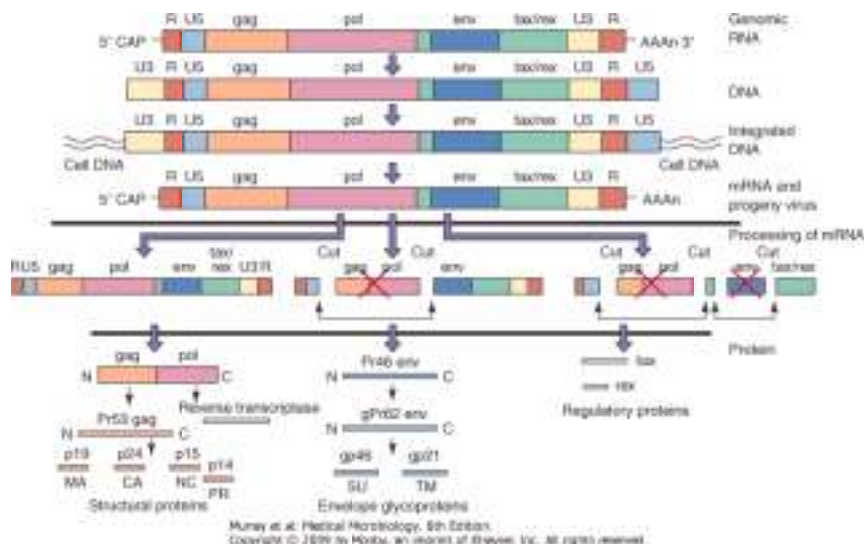 R U5 gag pol env tax/rex U3 R Genomic RNA
5' CAP AAAn 3'
U3 R U5 gag pol env tax/rex U3 R U5
DNA
U3 R U5 gag pol env tax/rex U3 R U5 Integrated DNA
Cell DNA Cell DNA
R U5 gag pol env tax/rex U3 R mRNA and progeny virus
5' CAP AAAn
Processing of mRNA
Cut Cut Cut Cut Cut
RU5 gag pol env tax/rex U3 R gag pol env gag pol env tax/rex
Protein
gag pol
N C
Reverse transcriptase
Pr53 gag
N C
p19 p24 p15 p14
MA CA NC PR
Structural proteins
Pr46 env
N C
gPr62 env
N C
gp46 gp21
SU TM
Envelope glycoproteins
tax
rex
Regulatory proteins
Murray et al: Medical Microbiology, 6th Edition.
Copyright © 2009 by Mosby, an imprint of Elsevier, Inc. All rights reserved.